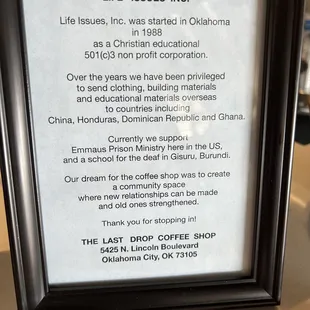 LIFE ISSUES INC.
Life Issues, Inc. was started in Oklahoma
in 1988
as a Christian educational
501(c)3 non profit corporation.
Over the years we have been privileged
to send clothing, building materials
and educational materials overseas
to countries including
China, Honduras, Dominican Republic and Ghana.
Currently we support
Emmaus Prison Ministry here in the US,
and a school for the deaf in Gisuru, Burundi.
Our dream for the coffee shop was to create
a community space
where new relationships can be made
and old ones strengthened.
Thank you for stopping in!
THE LAST DROP COFFEE SHOP
5425 N. Lincoln Boulevard
Oklahoma City, OK 73105